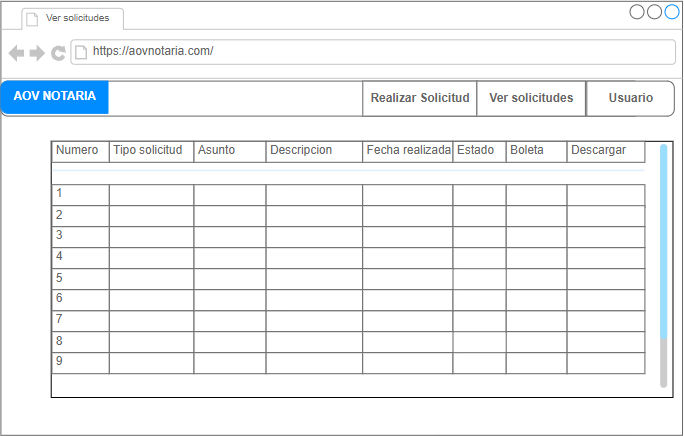 Ver solicitudes
https://aovnotaria.com/
AOV NOTARIA Realizar Solicitud Ver solicitudes Usuario
Numero Tipo solicitud Asunto Descripcion Fecha realizada Estado Boleta Descargar
1
2
3
4
5
6
7
8
9